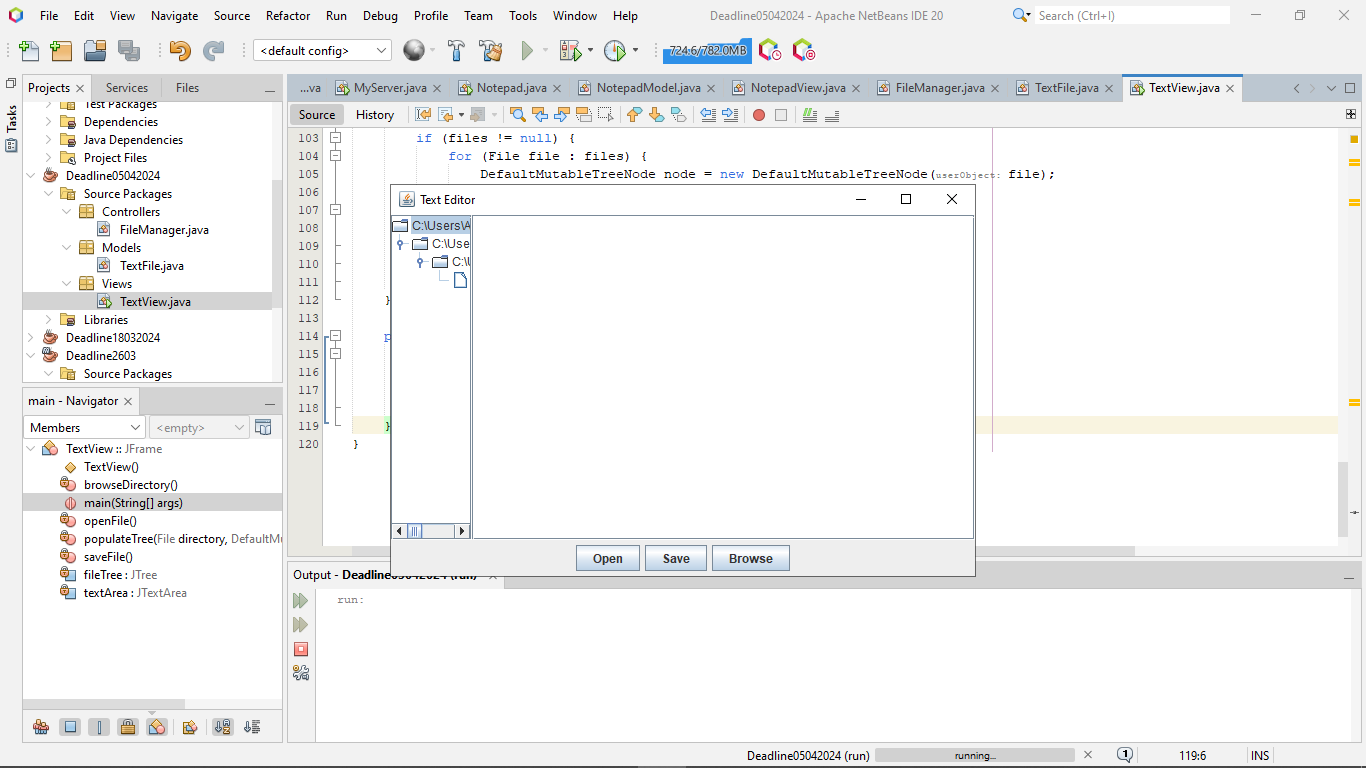 File Edit View Navigate Source Refactor Run Debug Profile Team Tools Window Help
Deadline05042024 - Apache NetBeans IDE 20
Search (Ctrl+I)
<default config>
724.6/782.0MB
Projects Services Files
...va MyServer.java Notepad.java NotepadModel.java NotepadView.java FileManager.java TextFile.java TextView.java
Tasks
Source History
Test Packages
Dependencies
Java Dependencies
Project Files
Deadline05042024
Source Packages
Controllers
FileManager.java
Models
TextFile.java
Views
TextView.java
Libraries
Deadline18032024
Deadline2603
Source Packages
103 if (files != null) {
104 for (File file : files) {
105 DefaultMutableTreeNode node = new DefaultMutableTreeNode(userObject: file);
106
107
108
109
110
111
112 }
113
114 p
115
116
117
118
119 }
120 }
Text Editor
C:\Users\A
C:\Use
C:\U
Open Save Browse
main - Navigator
Members <empty>
TextView :: JFrame
TextView()
browseDirectory()
main(String[] args)
openFile()
populateTree(File directory, DefaultMu
saveFile()
fileTree : JTree
textArea : JTextArea
Output - Deadline05042024 (run)
run:
Deadline05042024 (run) running... 1 119:6 INS